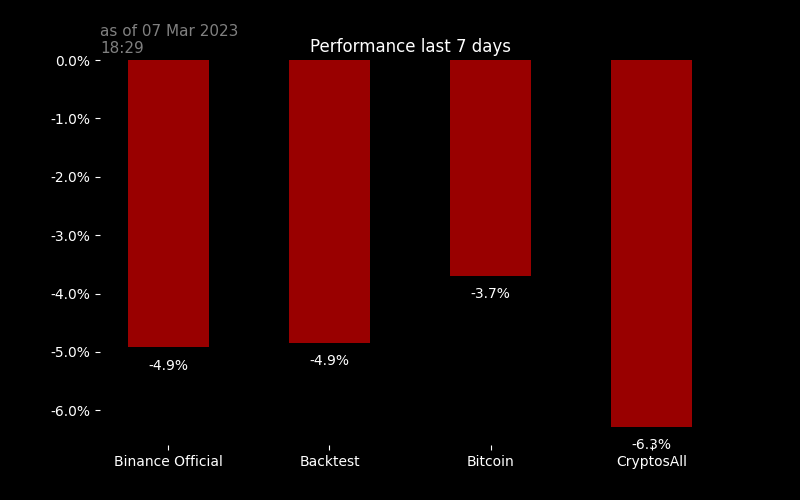 as of 07 Mar 2023
18:29
Performance last 7 days
0.0%
-1.0%
-2.0%
-3.0%
-4.0%
-5.0%
-6.0%
-4.9%
-4.9%
-3.7%
-6.3%
Binance Official
Backtest
Bitcoin
CryptosAll